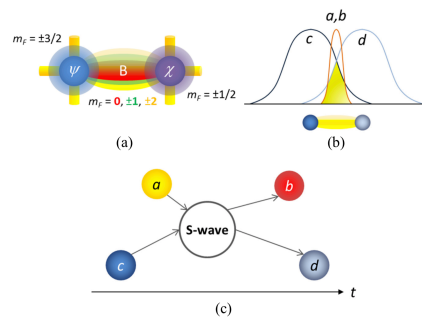 m_F = ±3/2
ψ
B
χ
m_F = ±1/2
m_F = 0, ±1, ±2
(a)
a,b
c
d
(b)
a
b
S-wave
c
d
t
(c)